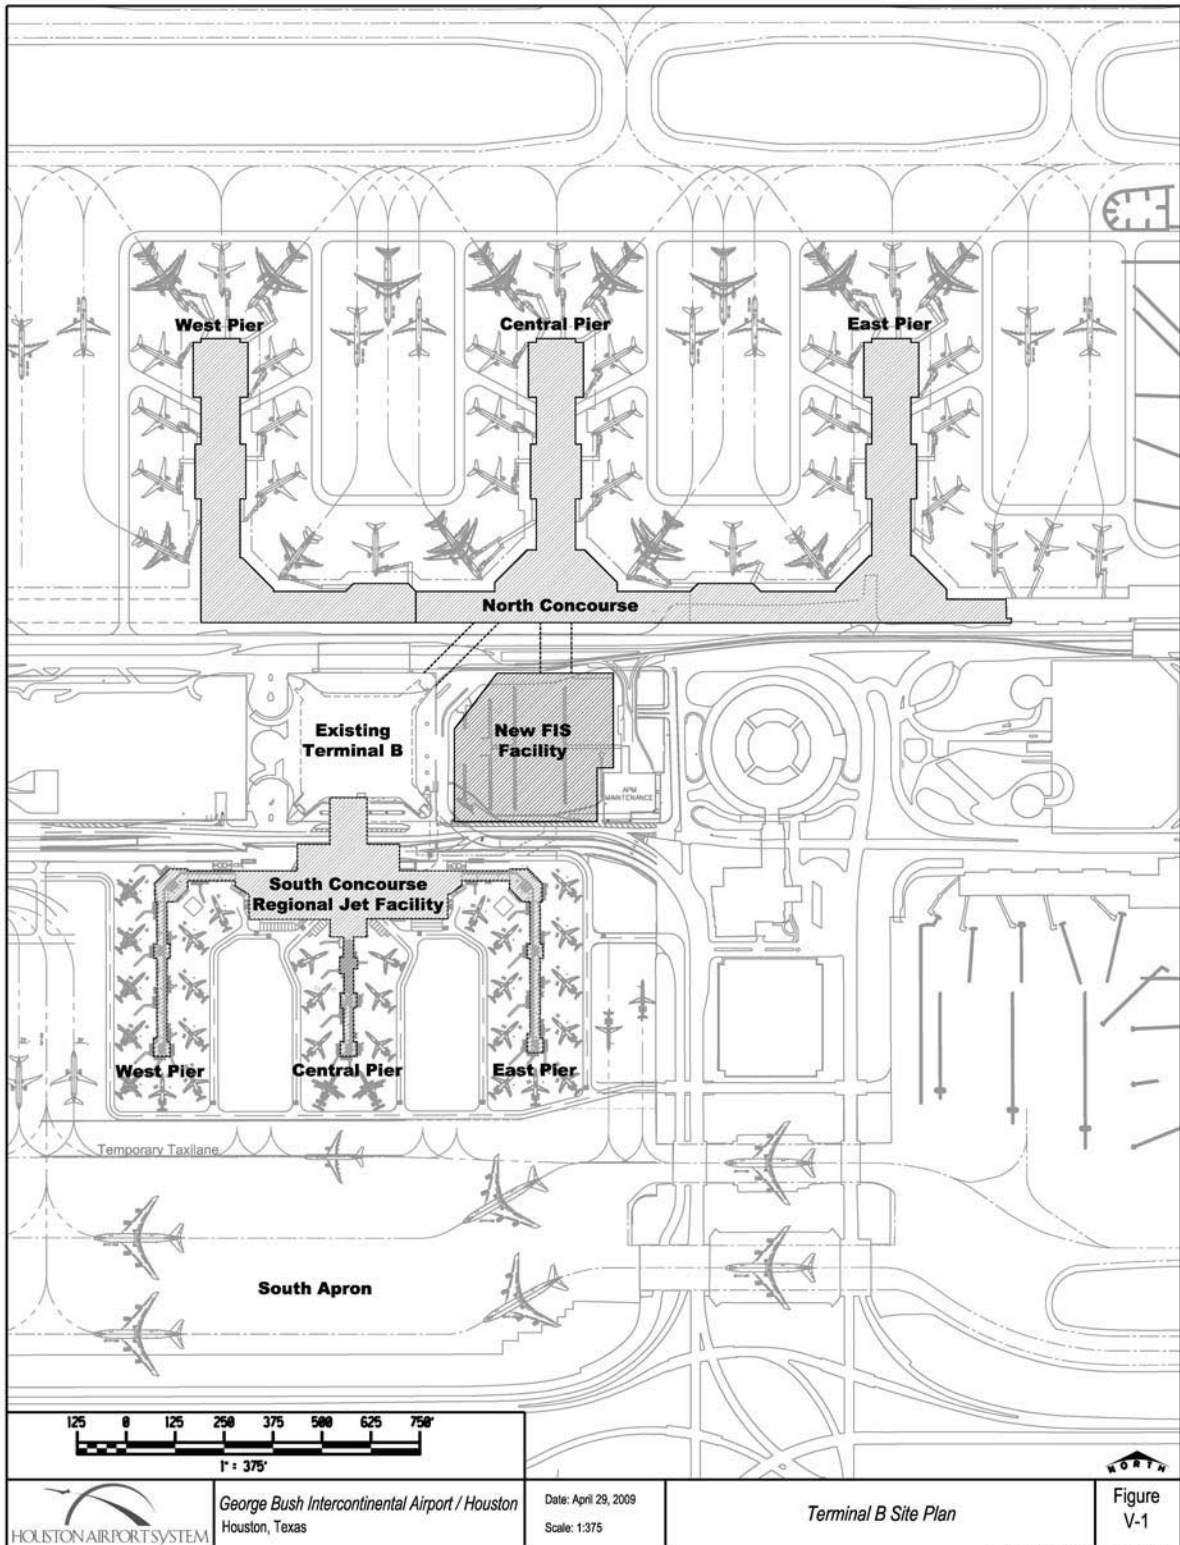 West Pier
Central Pier
East Pier
North Concourse
Existing
Terminal B
New FIS
Facility
APM
MAINTENANCE
South Concourse
Regional Jet Facility
West Pier
Central Pier
East Pier
Temporary Taxilane
South Apron
125 0 125 250 375 500 625 750'
1" = 375'
NORTH
HOUSTON AIRPORT SYSTEM
George Bush Intercontinental Airport / Houston
Houston, Texas
Date: April 29, 2009
Scale: 1:375
Terminal B Site Plan
Figure
V-1